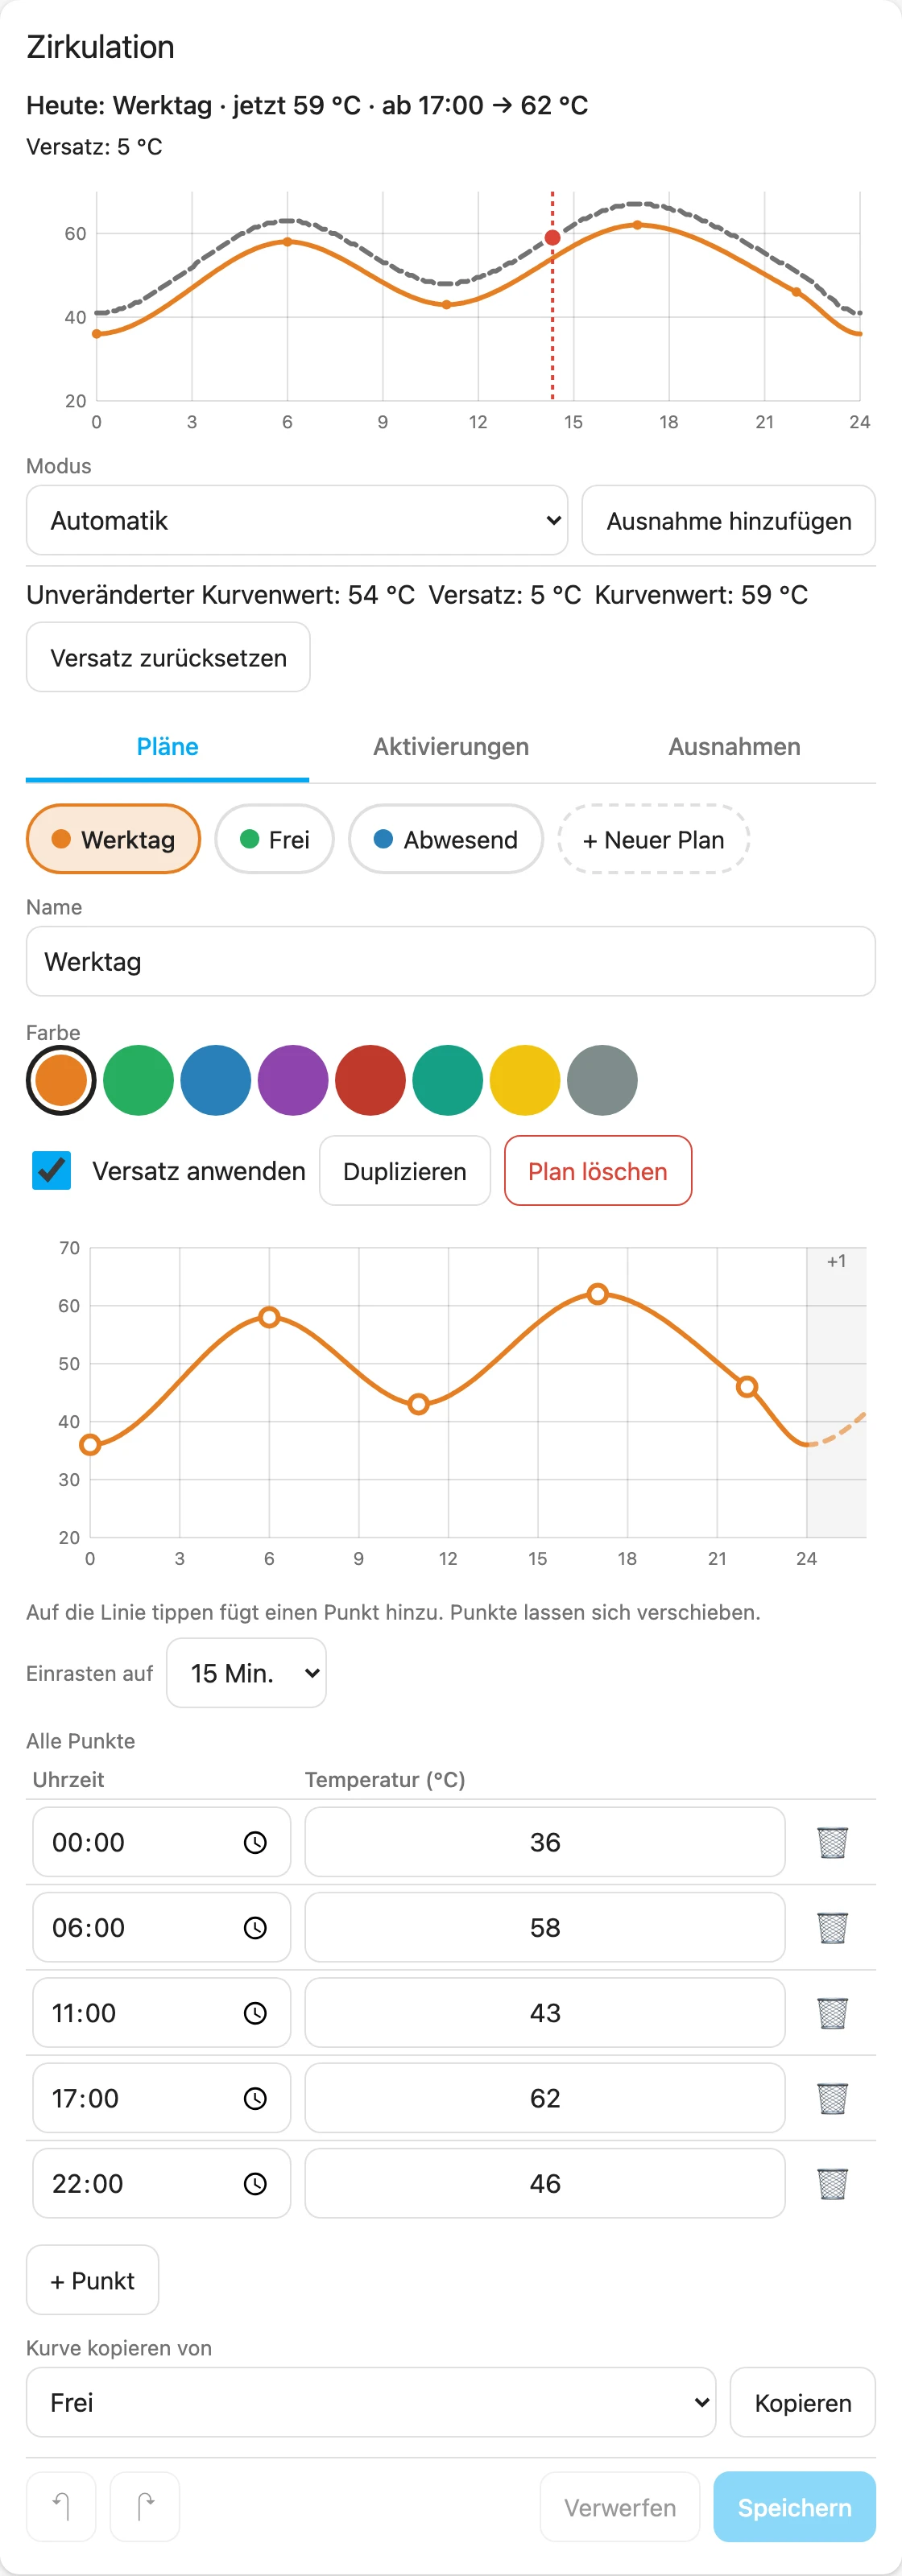 Zirkulation
Heute: Werktag · jetzt 59 °C · ab 17:00 → 62 °C
Versatz: 5 °C
60
40
20
0 3 6 9 12 15 18 21 24
Modus
Automatik Ausnahme hinzufügen
Unveränderter Kurvenwert: 54 °C Versatz: 5 °C Kurvenwert: 59 °C
Versatz zurücksetzen
Pläne Aktivierungen Ausnahmen
Werktag Frei Abwesend + Neuer Plan
Name
Werktag
Farbe
Versatz anwenden Duplizieren Plan löschen
70
+1
60
50
40
30
20
0 3 6 9 12 15 18 21 24
Auf die Linie tippen fügt einen Punkt hinzu. Punkte lassen sich verschieben.
Einrasten auf 15 Min.
Alle Punkte
Uhrzeit Temperatur (°C)
00:00 36
06:00 58
11:00 43
17:00 62
22:00 46
+ Punkt
Kurve kopieren von
Frei Kopieren
Verwerfen Speichern